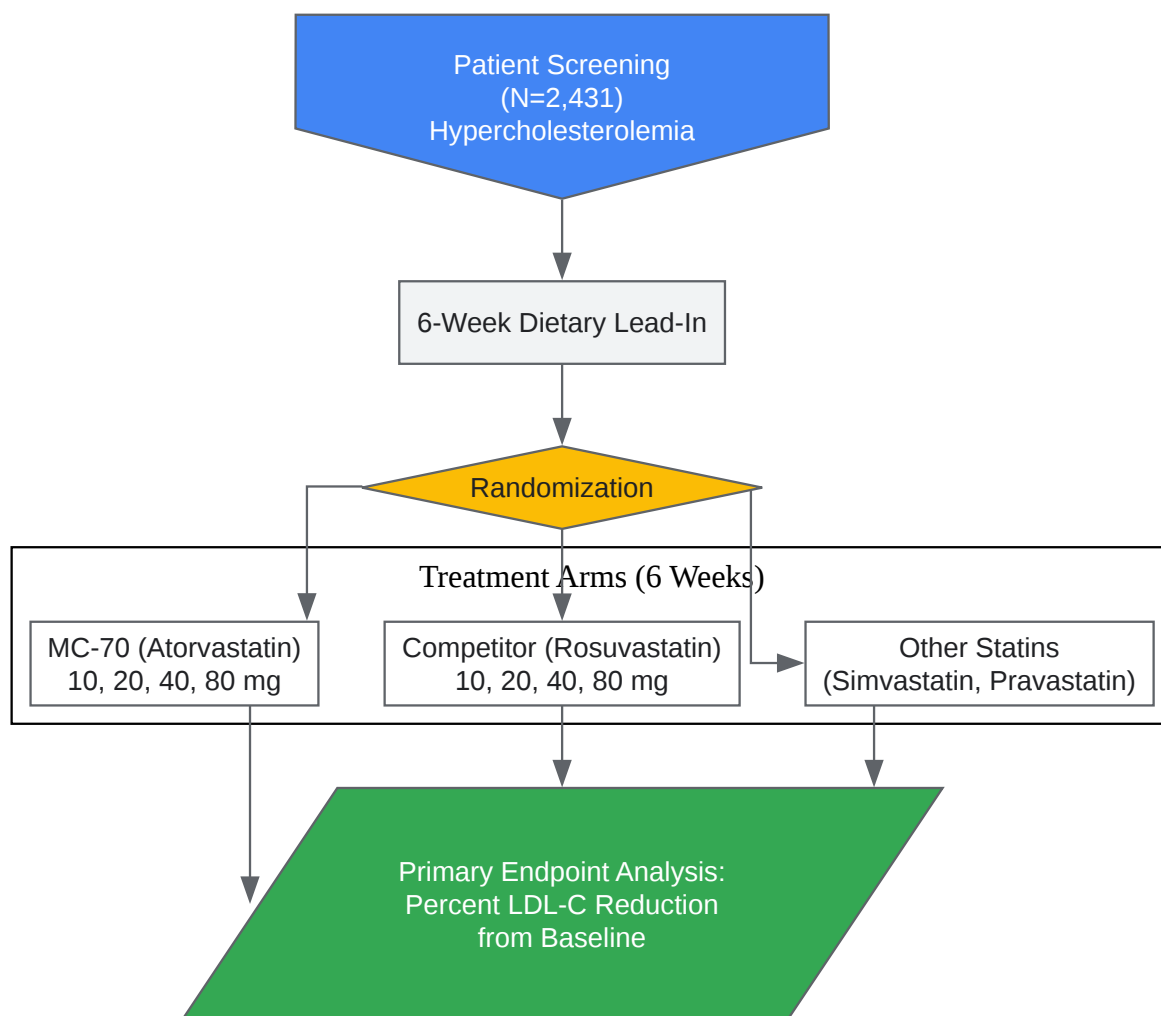 Patient Screening
(N=2,431)
Hypercholesterolemia
6-Week Dietary Lead-In
Randomization
Treatment Arms (6 Weeks)
MC-70 (Atorvastatin)
10, 20, 40, 80 mg
Competitor (Rosuvastatin)
10, 20, 40, 80 mg
Other Statins
(Simvastatin, Pravastatin)
Primary Endpoint Analysis:
Percent LDL-C Reduction
from Baseline